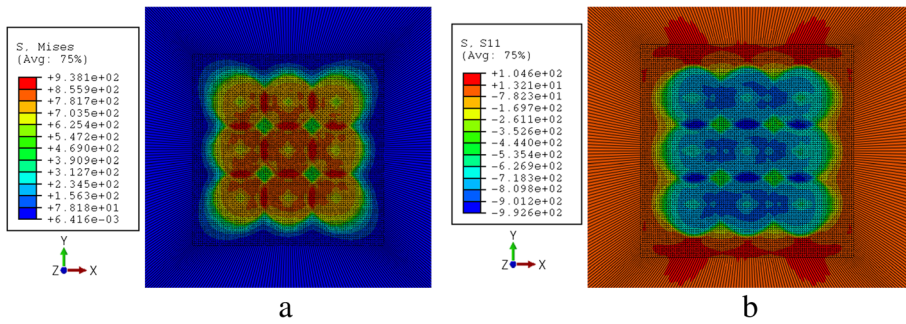 S, Mises
(Avg: 75%)
+9.381e+02
+8.559e+02
+7.817e+02
+7.035e+02
+6.254e+02
+5.472e+02
+4.690e+02
+3.909e+02
+3.127e+02
+2.345e+02
+1.563e+02
+7.818e+01
+6.416e-03
Y
Z
X
a
S, S11
(Avg: 75%)
+1.046e+02
+1.321e+01
-7.823e+01
-1.697e+02
-2.611e+02
-3.526e+02
-4.440e+02
-5.354e+02
-6.269e+02
-7.183e+02
-8.098e+02
-9.012e+02
-9.926e+02
Y
Z
X
b